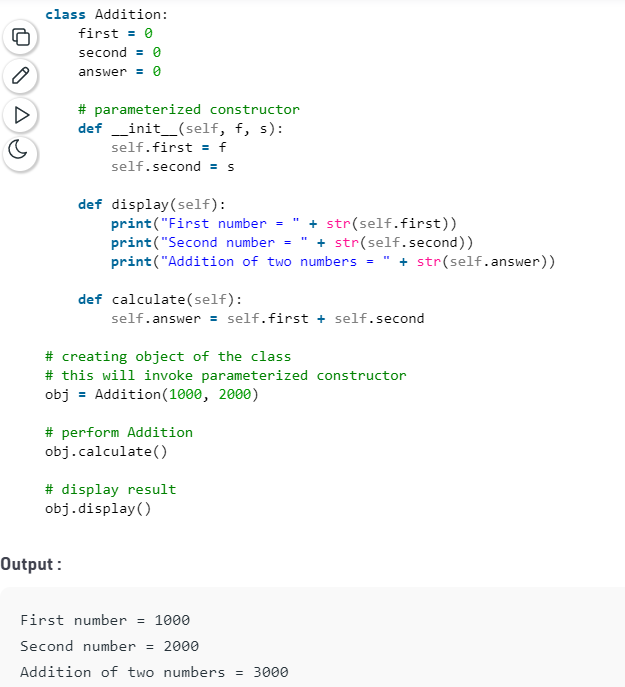 class Addition:
    first = 0
    second = 0
    answer = 0

    # parameterized constructor
    def __init__(self, f, s):
        self.first = f
        self.second = s

    def display(self):
        print("First number = " + str(self.first))
        print("Second number = " + str(self.second))
        print("Addition of two numbers = " + str(self.answer))

    def calculate(self):
        self.answer = self.first + self.second

# creating object of the class
# this will invoke parameterized constructor
obj = Addition(1000, 2000)

# perform Addition
obj.calculate()

# display result
obj.display()

Output :
First number = 1000
Second number = 2000
Addition of two numbers = 3000